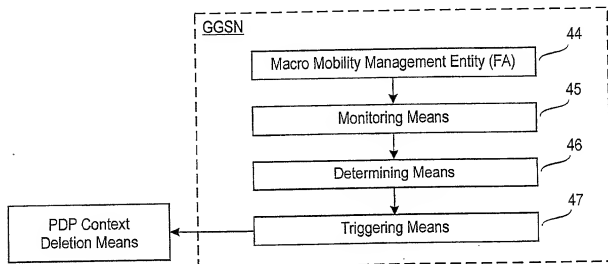 GGSN
44
Macro Mobility Management Entity (FA)
45
Monitoring Means
46
Determining Means
47
Triggering Means
PDP Context
Deletion Means